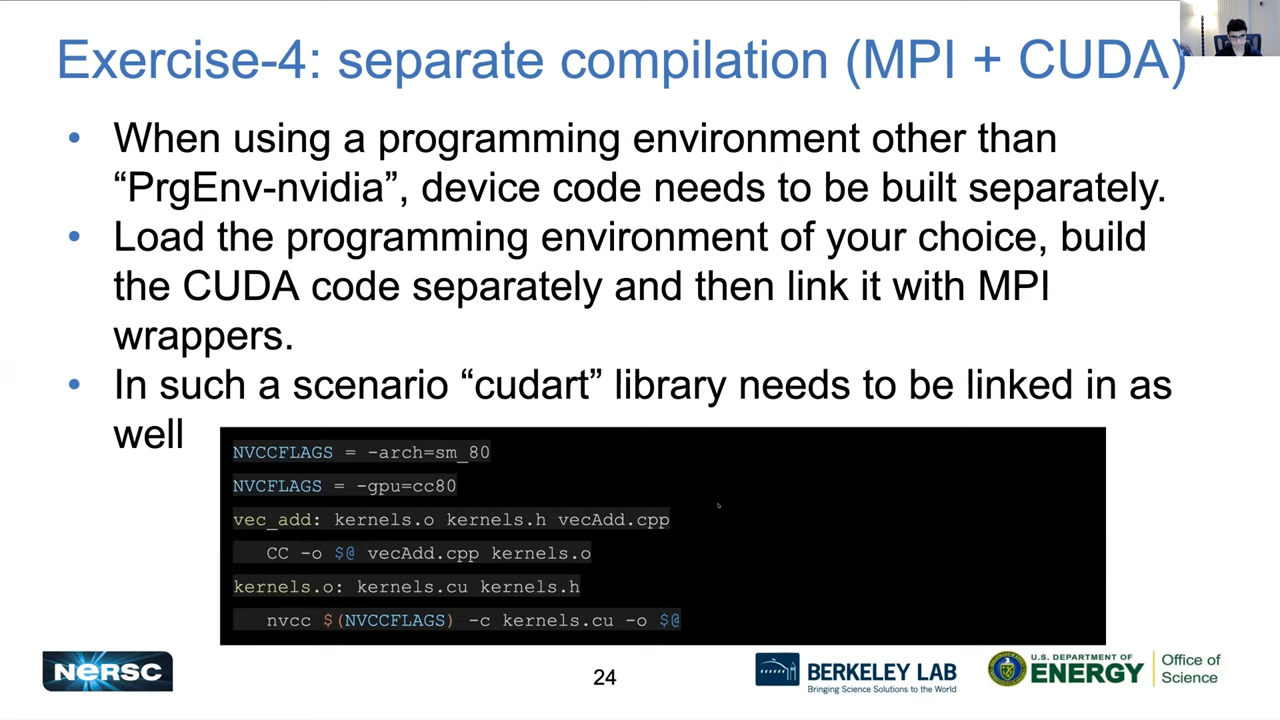 Exercise-4: separate compilation (MPI + CUDA)
• When using a programming environment other than
“PrgEnv-nvidia”, device code needs to be built separately.
• Load the programming environment of your choice, build
the CUDA code separately and then link it with MPI
wrappers.
• In such a scenario “cudart” library needs to be linked in as
well
NVCCFLAGS = -arch=sm_80
NVCFLAGS = -gpu=cc80
vec_add: kernels.o kernels.h vecAdd.cpp
CC -o $@ vecAdd.cpp kernels.o
kernels.o: kernels.cu kernels.h
nvcc $(NVCCFLAGS) -c kernels.cu -o $@
NERSC
24
BERKELEY LAB
Bringing Science Solutions to the World
U.S. DEPARTMENT OF
ENERGY
Office of
Science